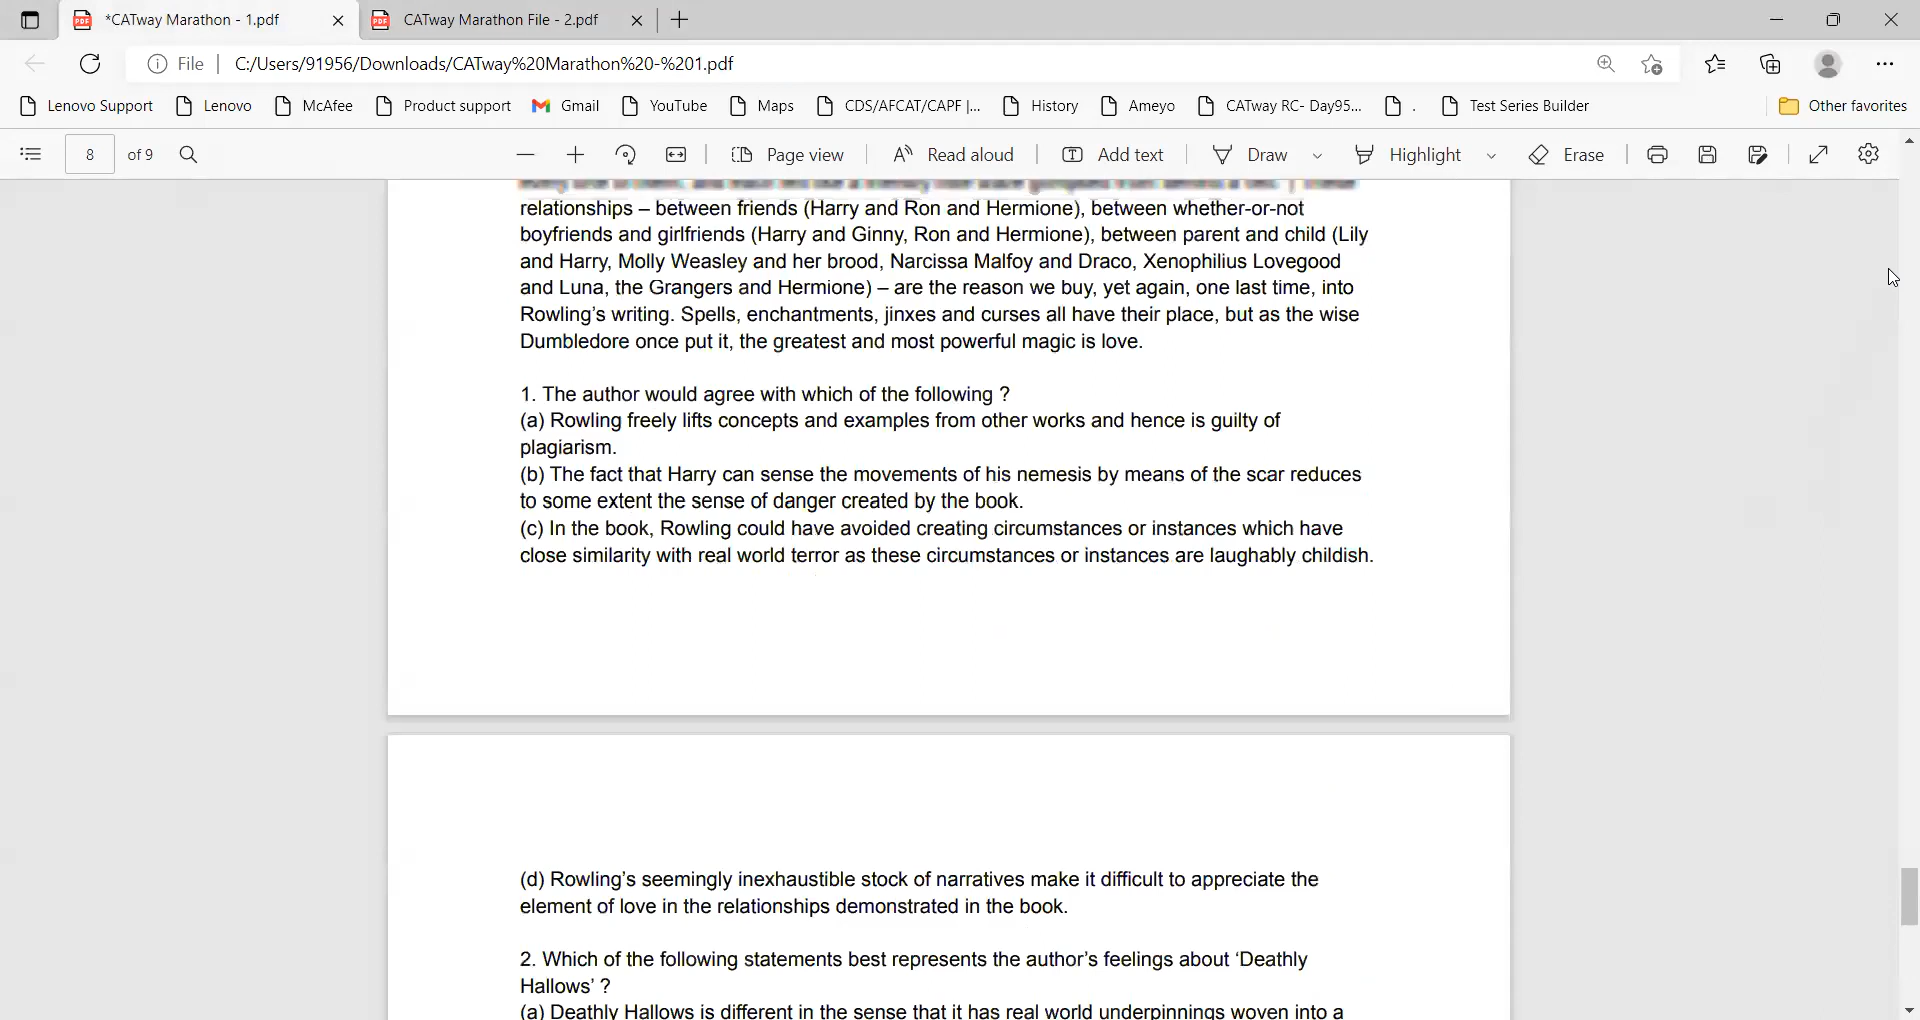 *CATway Marathon - 1.pdf
CATway Marathon File - 2.pdf
File
C:/Users/91956/Downloads/CATway%20Marathon%20-%201.pdf
Lenovo Support
Lenovo
McAfee
Product support
Gmail
YouTube
Maps
CDS/AFCAT/CAPF |...
History
Ameyo
CATway RC- Day95...
.
Test Series Builder
Other favorites
8 of 9
Page view
Read aloud
Add text
Draw
Highlight
Erase
relationships – between friends (Harry and Ron and Hermione), between whether-or-not
boyfriends and girlfriends (Harry and Ginny, Ron and Hermione), between parent and child (Lily
and Harry, Molly Weasley and her brood, Narcissa Malfoy and Draco, Xenophilius Lovegood
and Luna, the Grangers and Hermione) – are the reason we buy, yet again, one last time, into
Rowling's writing. Spells, enchantments, jinxes and curses all have their place, but as the wise
Dumbledore once put it, the greatest and most powerful magic is love.
1. The author would agree with which of the following ?
(a) Rowling freely lifts concepts and examples from other works and hence is guilty of
plagiarism.
(b) The fact that Harry can sense the movements of his nemesis by means of the scar reduces
to some extent the sense of danger created by the book.
(c) In the book, Rowling could have avoided creating circumstances or instances which have
close similarity with real world terror as these circumstances or instances are laughably childish.
(d) Rowling's seemingly inexhaustible stock of narratives make it difficult to appreciate the
element of love in the relationships demonstrated in the book.
2. Which of the following statements best represents the author's feelings about 'Deathly
Hallows' ?
(a) Deathly Hallows is different in the sense that it has real world underpinnings woven into a